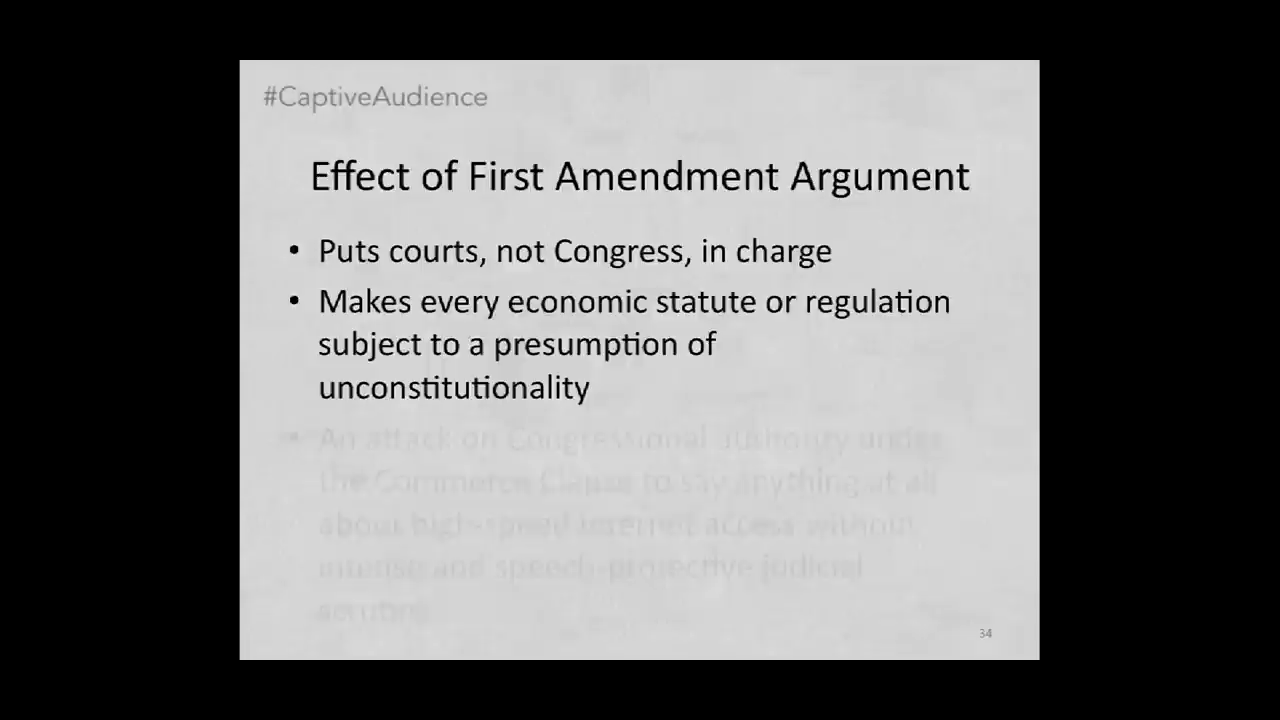 #CaptiveAudience
Effect of First Amendment Argument
• Puts courts, not Congress, in charge
• Makes every economic statute or regulation
subject to a presumption of
unconstitutionality
• An attack on Congressional authority under
the Commerce Clause to say anything at all
about high-speed internet access without
intense and speech-protective judicial
scrutiny
34